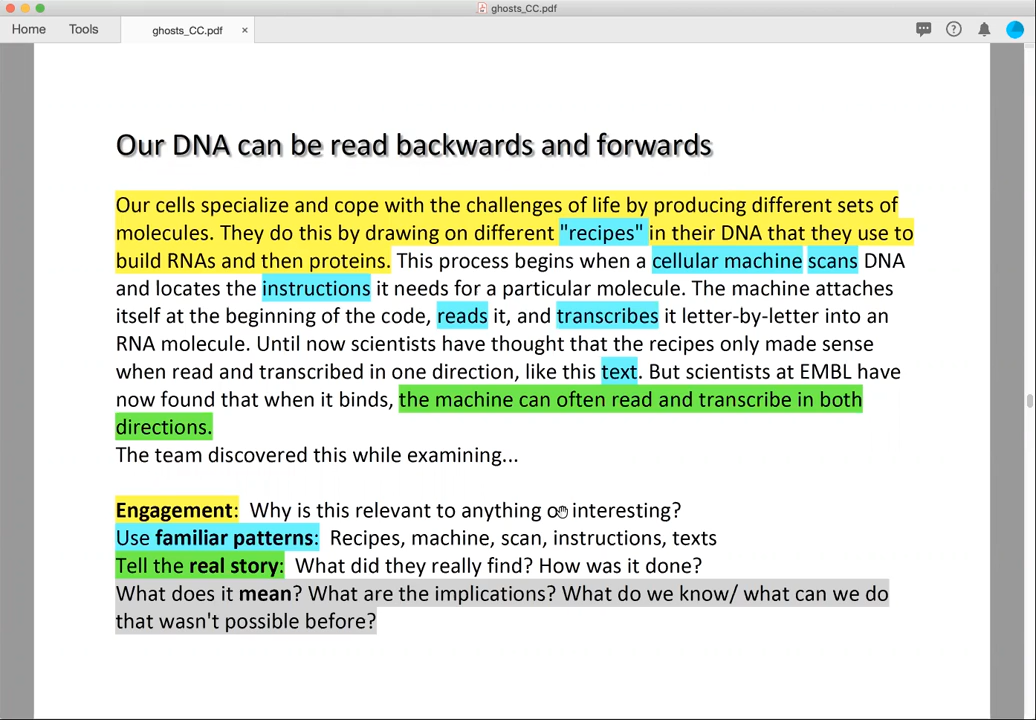 ghosts_CC.pdf
Home Tools ghosts_CC.pdf ×
Our DNA can be read backwards and forwards
Our cells specialize and cope with the challenges of life by producing different sets of
molecules. They do this by drawing on different "recipes" in their DNA that they use to
build RNAs and then proteins. This process begins when a cellular machine scans DNA
and locates the instructions it needs for a particular molecule. The machine attaches
itself at the beginning of the code, reads it, and transcribes it letter-by-letter into an
RNA molecule. Until now scientists have thought that the recipes only made sense
when read and transcribed in one direction, like this text. But scientists at EMBL have
now found that when it binds, the machine can often read and transcribe in both
directions.
The team discovered this while examining...
Engagement: Why is this relevant to anything or interesting?
Use familiar patterns: Recipes, machine, scan, instructions, texts
Tell the real story: What did they really find? How was it done?
What does it mean? What are the implications? What do we know/ what can we do
that wasn't possible before?